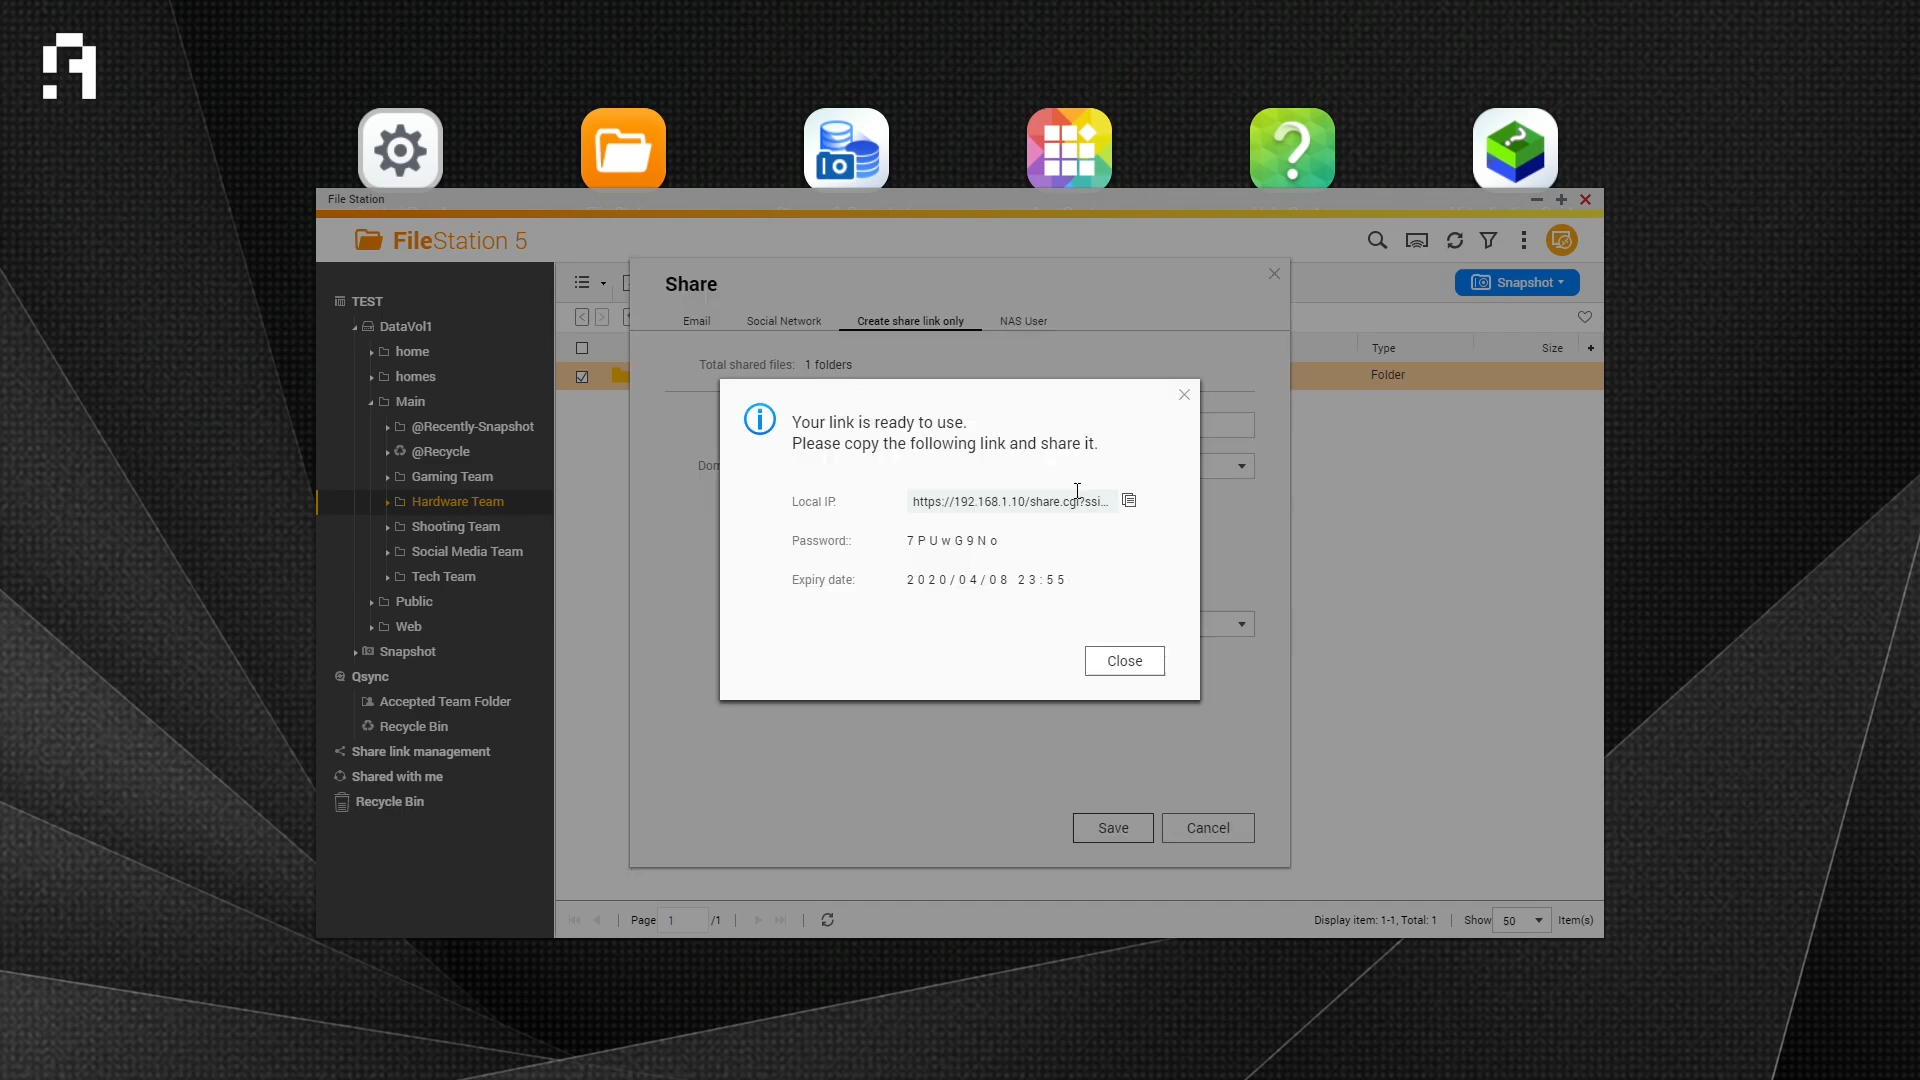 File Station
FileStation 5
Snapshot
TEST
DataVol1
home
homes
Main
@Recently-Snapshot
@Recycle
Gaming Team
Hardware Team
Shooting Team
Social Media Team
Tech Team
Public
Web
Snapshot
Qsync
Accepted Team Folder
Recycle Bin
Share link management
Shared with me
Recycle Bin
Share
Email Social Network Create share link only NAS User
Total shared files: 1 folders
Type Size
Folder
Your link is ready to use.
Please copy the following link and share it.
Local IP: https://192.168.1.10/share.cgi?ssi...
Password:: 7PUwG9No
Expiry date: 2020/04/08 23:55
Close
Save Cancel
Page 1 /1
Display item: 1-1, Total: 1 Show 50 Item(s)